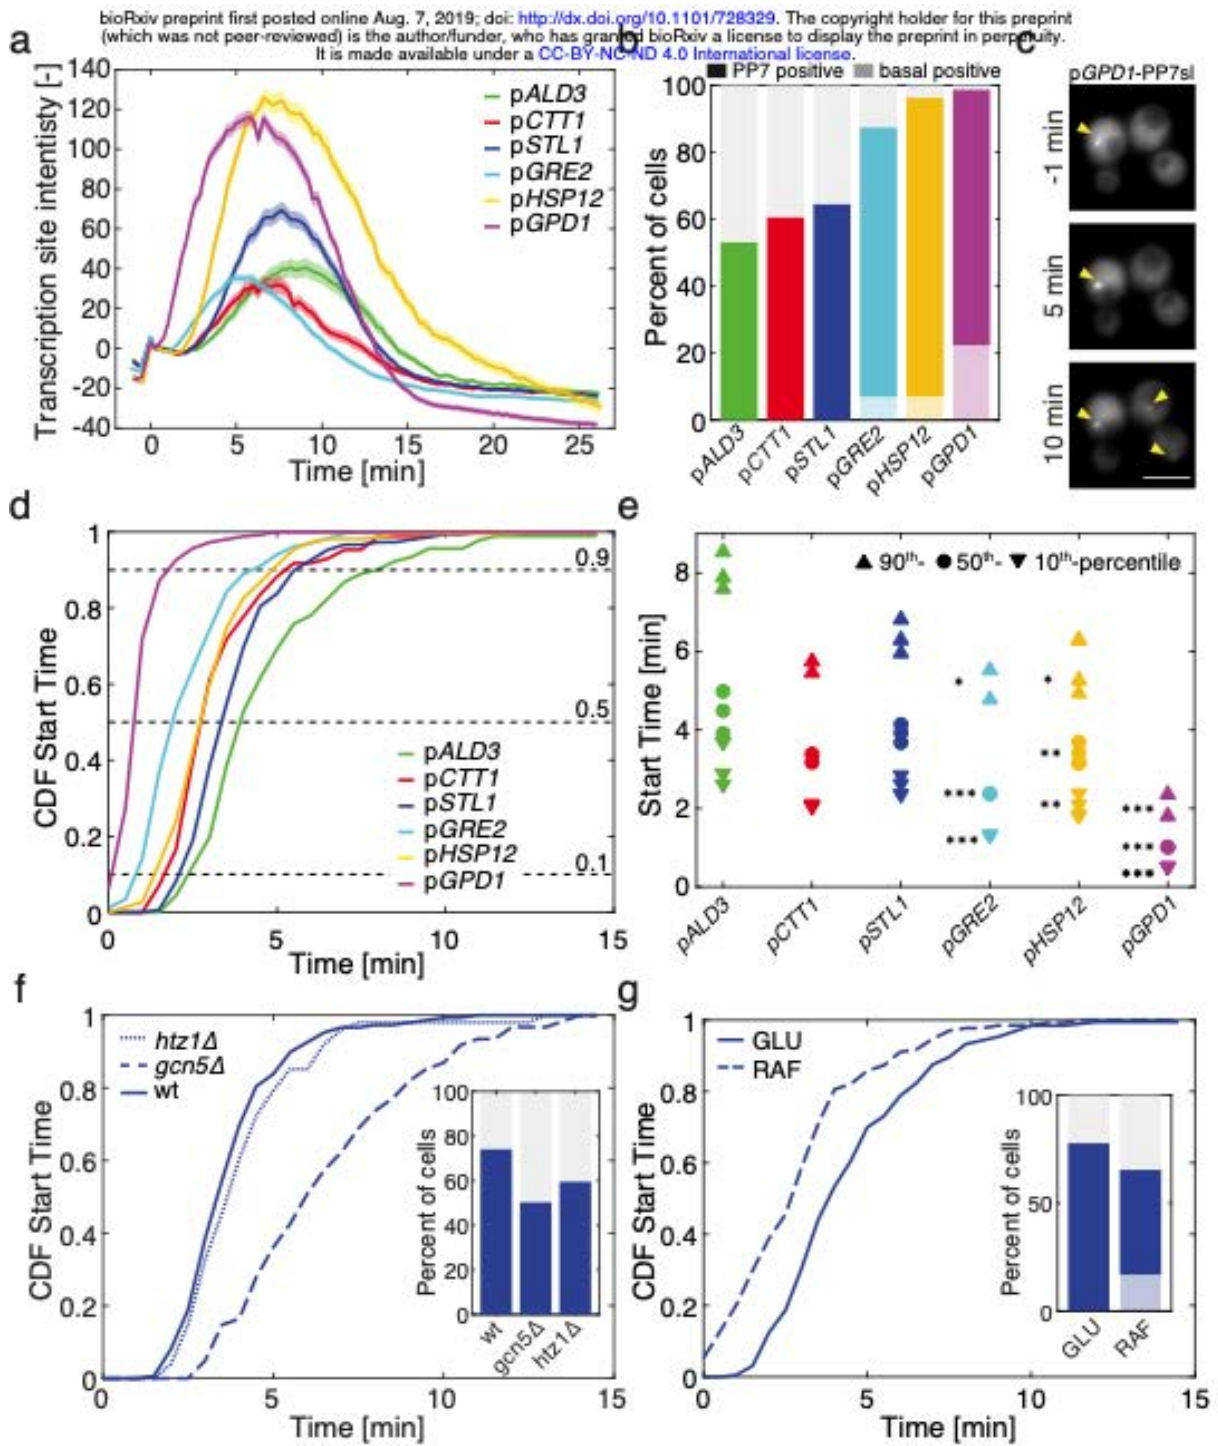 bioRxiv preprint first posted online Aug. 7, 2019; doi: http://dx.doi.org/10.1101/728329. The copyright holder for this preprint
(which was not peer-reviewed) is the author/funder, who has granted bioRxiv a license to display the preprint in perpetuity.
It is made available under a CC-BY-NC-ND 4.0 International license.
a
Transcription site intentisty [-]
140
120
100
80
60
40
20
0
-20
-40
pALD3
pCTT1
pSTL1
pGRE2
pHSP12
pGPD1
0 5 10 15 20 25
Time [min]
b
PP7 positive basal positive
Percent of cells
100
80
60
40
20
0
pALD3 pCTT1 pSTL1 pGRE2 pHSP12 pGPD1
c
pGPD1-PP7sl
-1 min
5 min
10 min
d
CDF Start Time
1
0.8
0.6
0.4
0.2
0
0.9
0.5
0.1
pALD3
pCTT1
pSTL1
pGRE2
pHSP12
pGPD1
0 5 10 15
Time [min]
e
Start Time [min]
8
6
4
2
0
90th- 50th- 10th-percentile
*
***
***
*
**
**
***
***
***
pALD3 pCTT1 pSTL1 pGRE2 pHSP12 pGPD1
f
CDF Start Time
1
0.8
0.6
0.4
0.2
0
htz1Δ
gcn5Δ
wt
Percent of cells
100
80
60
40
20
0
wt gcn5Δ htz1Δ
0 5 10 15
Time [min]
g
CDF Start Time
1
0.8
0.6
0.4
0.2
0
GLU
RAF
Percent of cells
100
50
0
GLU RAF
0 5 10 15
Time [min]